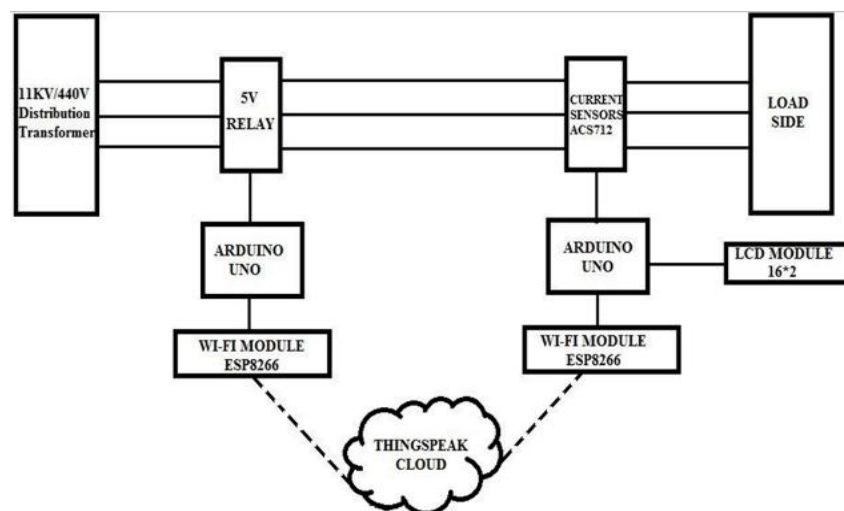 11KV/440V
Distribution
Transformer
5V
RELAY
CURRENT
SENSORS
ACS712
LOAD
SIDE
ARDUINO
UNO
ARDUINO
UNO
LCD MODULE
16*2
WI-FI MODULE
ESP8266
WI-FI MODULE
ESP8266
THINGSPEAK
CLOUD